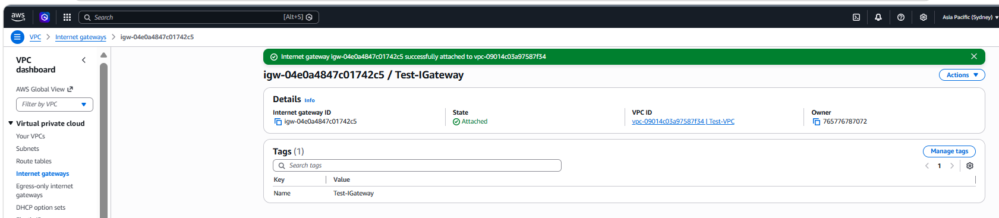 aws
Search [Alt+S]
Asia Pacific (Sydney)
VPC > Internet gateways > igw-04e0a4847c01742c5
VPC dashboard
AWS Global View
Filter by VPC
Virtual private cloud
Your VPCs
Subnets
Route tables
Internet gateways
Egress-only internet
gateways
DHCP option sets
Internet gateway igw-04e0a4847c01742c5 successfully attached to vpc-09014c03a97587f34
igw-04e0a4847c01742c5 / Test-IGateway
Actions
Details Info
Internet gateway ID
igw-04e0a4847c01742c5
State
Attached
VPC ID
vpc-09014c03a97587f34 | Test-VPC
Owner
765776787072
Tags (1)
Manage tags
Search tags
1
Key Value
Name Test-IGateway